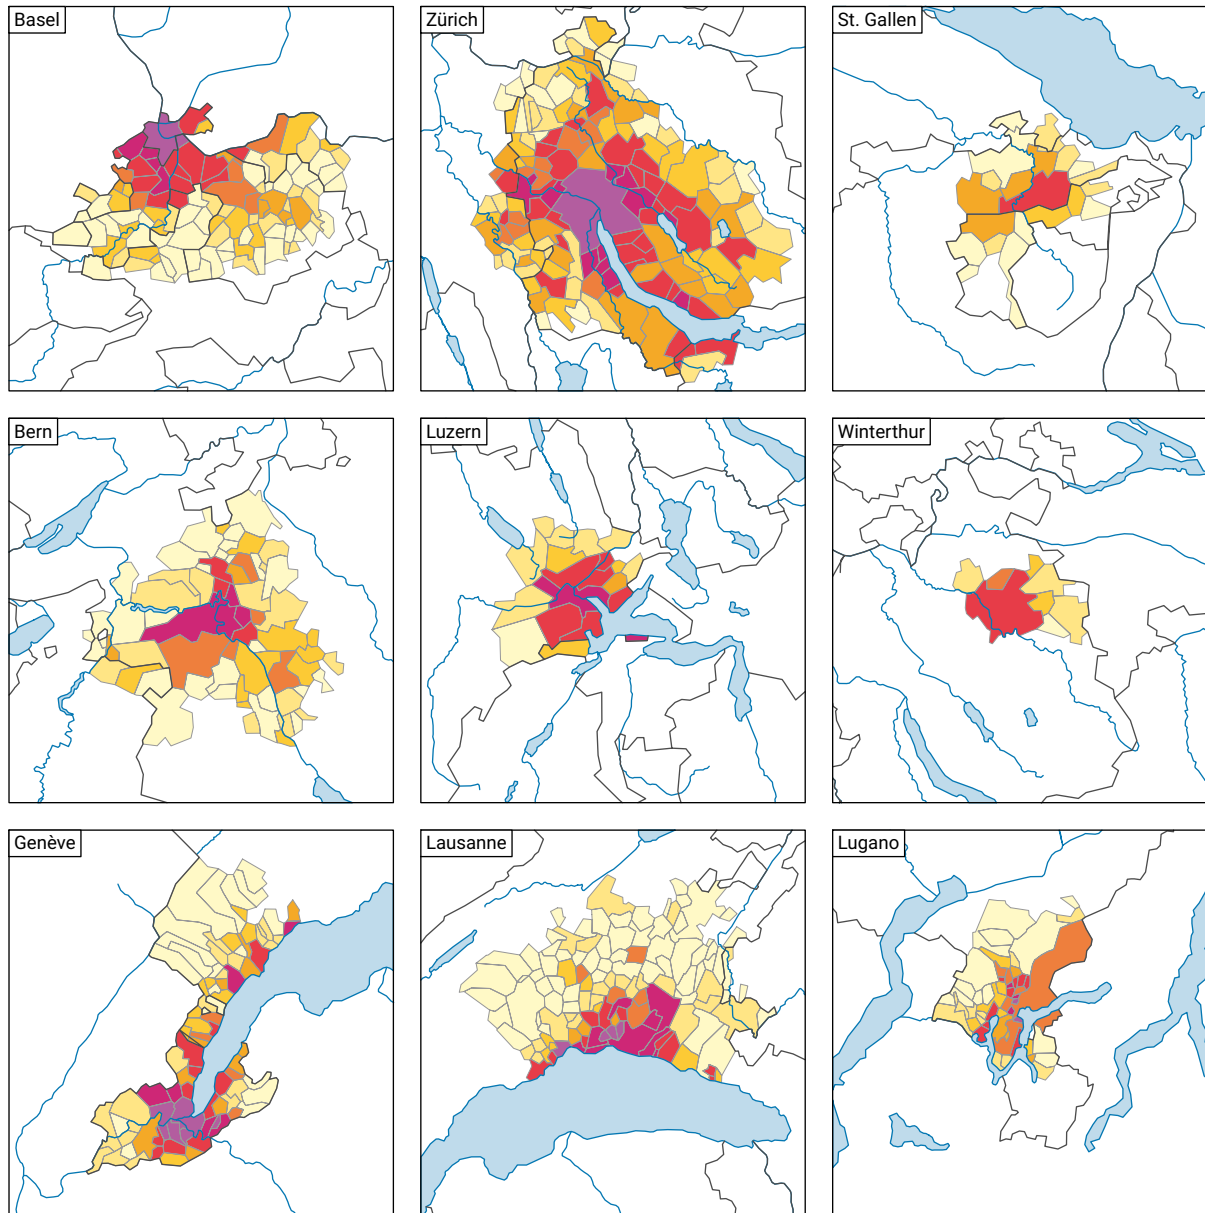 Basel
Zürich
St. Gallen
Bern
Luzern
Winterthur
Genève
Lausanne
Lugano